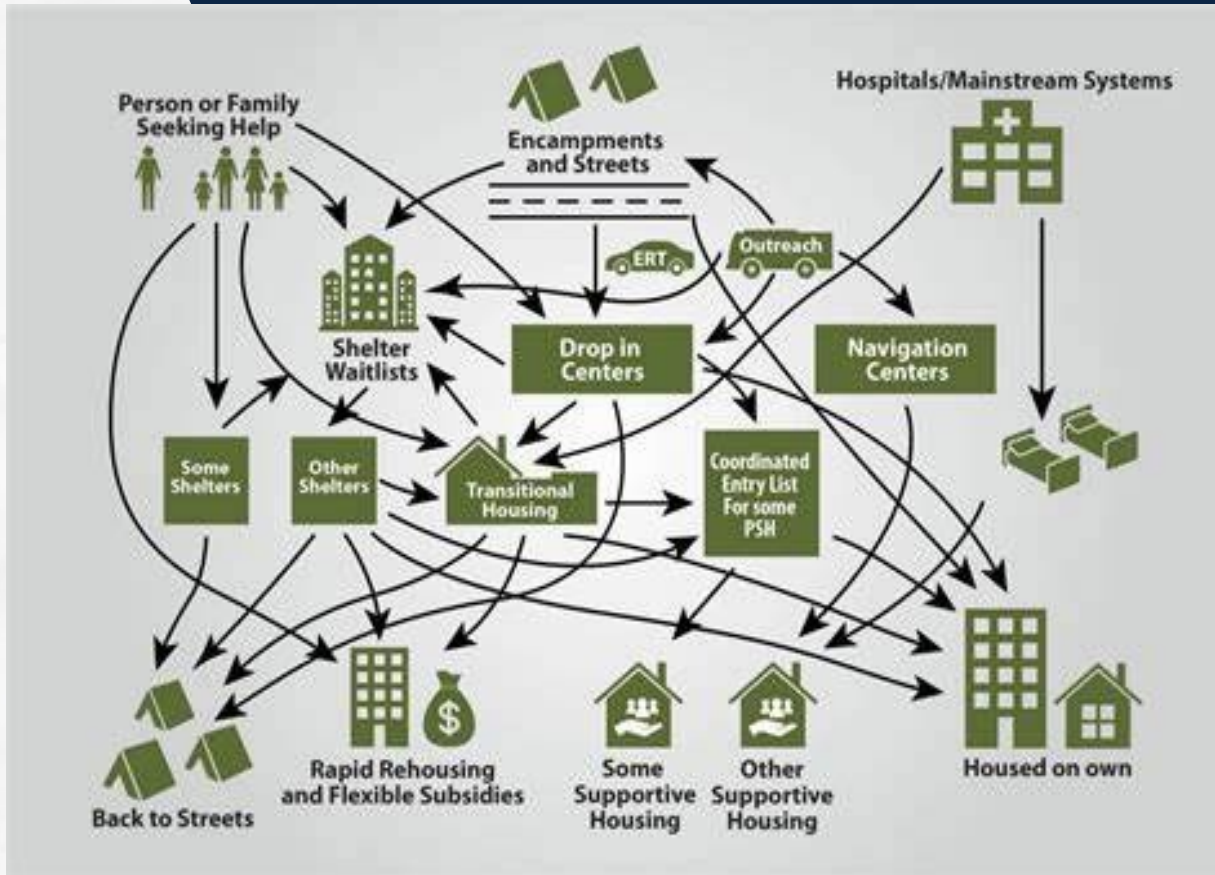 Person or Family
Seeking Help
Encampments
and Streets
Hospitals/Mainstream Systems
ERT
Outreach
Shelter
Waitlists
Drop in
Centers
Navigation
Centers
Some
Shelters
Other
Shelters
Transitional
Housing
Coordinated
Entry List
For some
PSH
$
Back to Streets
Rapid Rehousing
and Flexible Subsidies
Some
Supportive
Housing
Other
Supportive
Housing
Housed on own